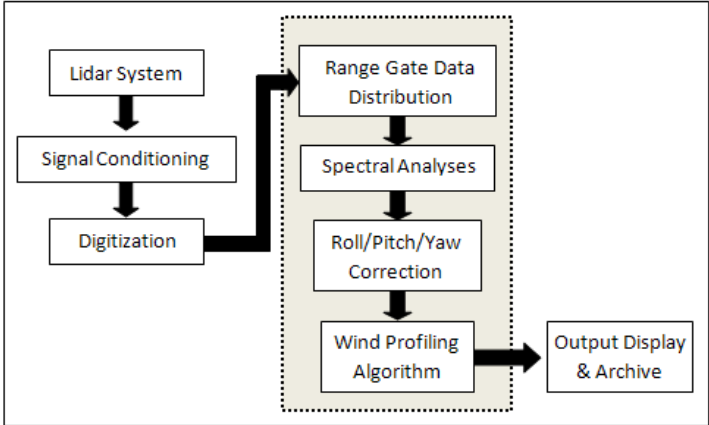 Lidar System
Signal Conditioning
Digitization
Range Gate Data
Distribution
Spectral Analyses
Roll/Pitch/Yaw
Correction
Wind Profiling
Algorithm
Output Display
& Archive